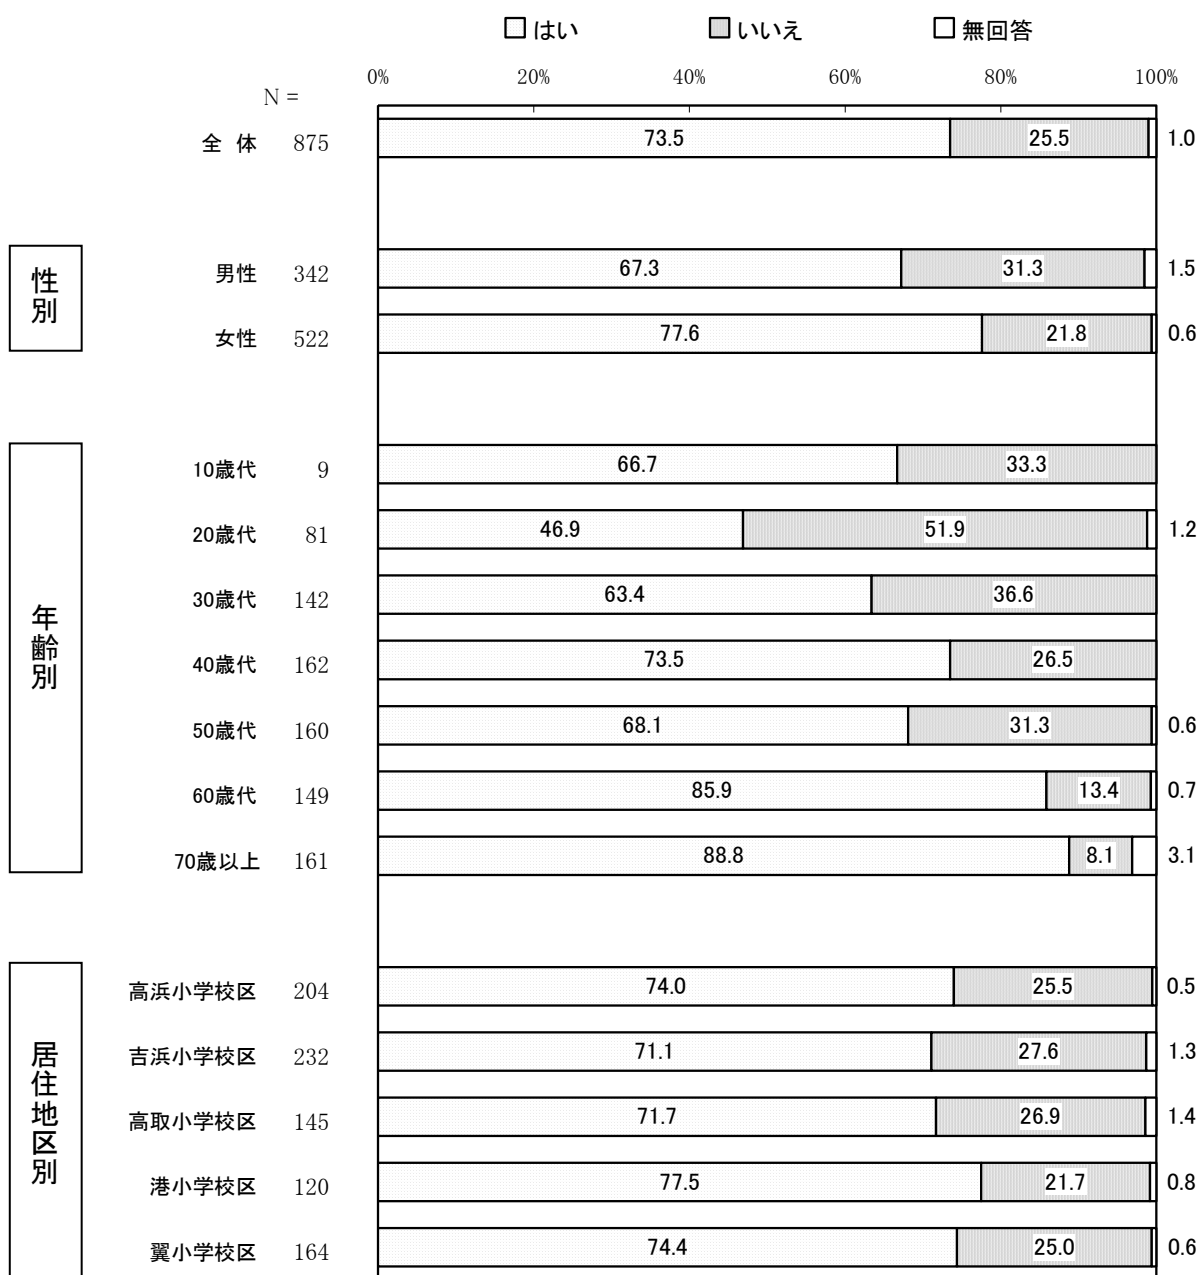 はい いいえ 無回答
0% 20% 40% 60% 80% 100%
N =
全 体 875 73.5 25.5 1.0
性別
男性 342 67.3 31.3 1.5
女性 522 77.6 21.8 0.6
年齢別
10歳代 9 66.7 33.3
20歳代 81 46.9 51.9 1.2
30歳代 142 63.4 36.6
40歳代 162 73.5 26.5
50歳代 160 68.1 31.3 0.6
60歳代 149 85.9 13.4 0.7
70歳以上 161 88.8 8.1 3.1
居住地区別
高浜小学校区 204 74.0 25.5 0.5
吉浜小学校区 232 71.1 27.6 1.3
高取小学校区 145 71.7 26.9 1.4
港小学校区 120 77.5 21.7 0.8
翼小学校区 164 74.4 25.0 0.6